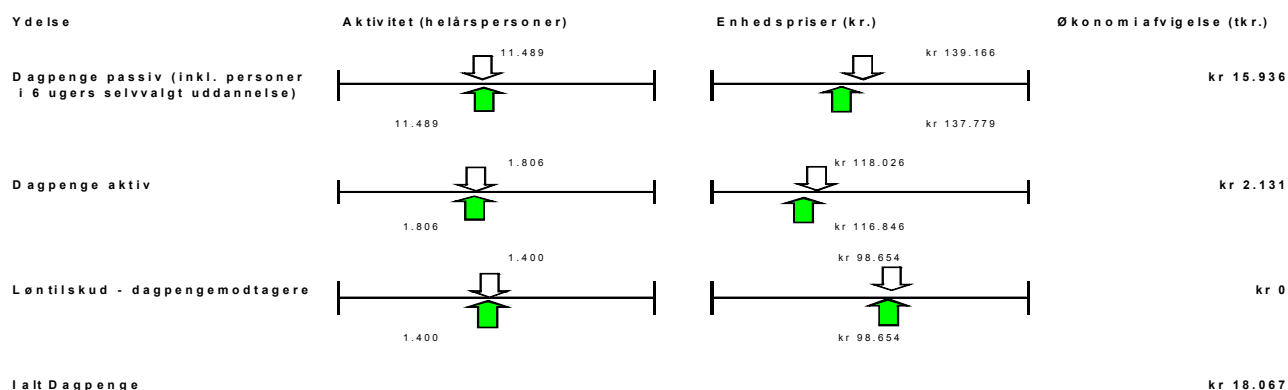 Ydelse Aktivitet (helårspersoner) Enhedspriser (kr.) Økonomiafvigelse (tkr.)
11.489 kr 139.166
Dagpenge passiv (inkl. personer
i 6 ugers selvvalgt uddannelse)
kr 15.936
11.489 kr 137.779
1.806 kr 118.026
Dagpenge aktiv kr 2.131
1.806 kr 116.846
1.400 kr 98.654
Løntilskud - dagpengemodtagere kr 0
1.400 kr 98.654
I alt Dagpenge kr 18.067